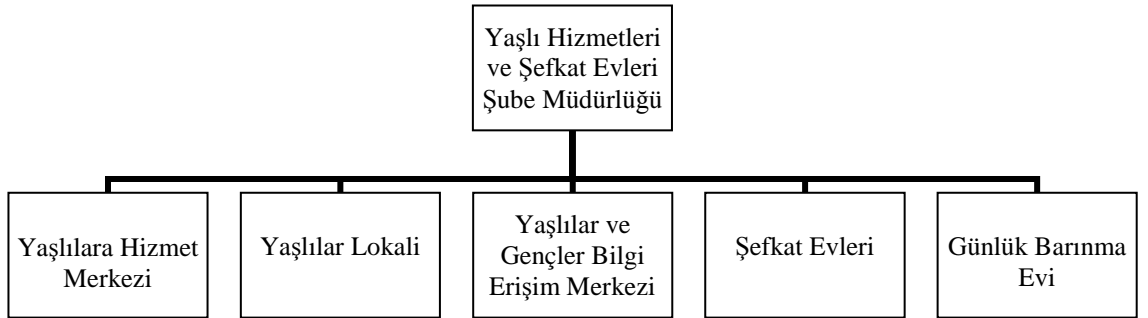 Yaşlı Hizmetleri
ve Şefkat Evleri
Şube Müdürlüğü
Yaşlılara Hizmet
Merkezi
Yaşlılar Lokali
Yaşlılar ve
Gençler Bilgi
Erişim Merkezi
Şefkat Evleri
Günlük Barınma
Evi